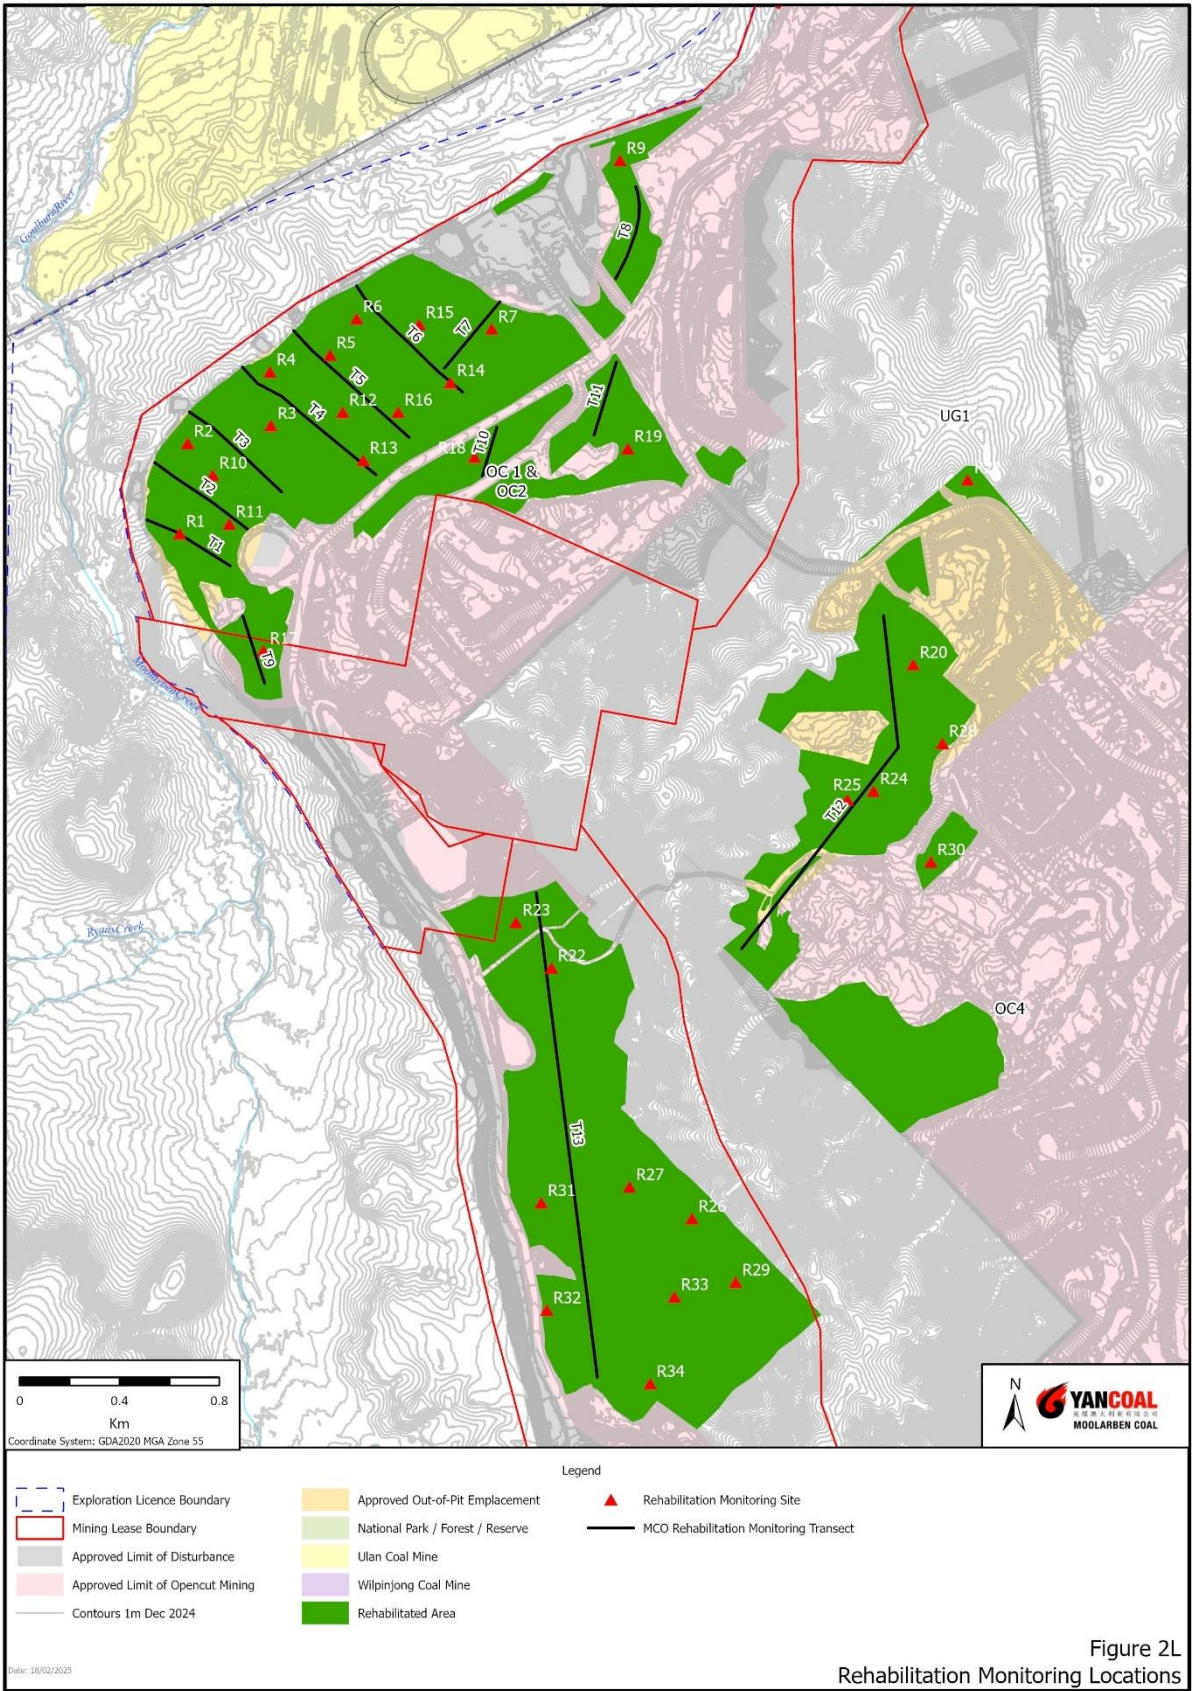 R9
T8
GoulburnRiver
R6
R15
R7
T7
T6
R5
R4
R14
T5
R12
R16
T4
T11
R3
UG1
R2
T3
R13
R18
T10
R19
R10
OC 1 &
OC2
T2
R11
R1
T1
R17
T9
R20
R28
R24
R25
T12
R30
RyansCreek
R23
R22
OC4
T13
R27
R31
R26
R29
R33
R32
R34
0
0.4
0.8
Km
Coordinate System: GDA2020 MGA Zone 55
N
YANCOAL
MOOLARBEN COAL
Legend
Exploration Licence Boundary
Mining Lease Boundary
Approved Limit of Disturbance
Approved Limit of Opencut Mining
Contours 1m Dec 2024
Approved Out-of-Pit Emplacement
National Park / Forest / Reserve
Ulan Coal Mine
Wilpinjong Coal Mine
Rehabilitated Area
Rehabilitation Monitoring Site
MCO Rehabilitation Monitoring Transect
Date: 18/02/2025
Figure 2L
Rehabilitation Monitoring Locations